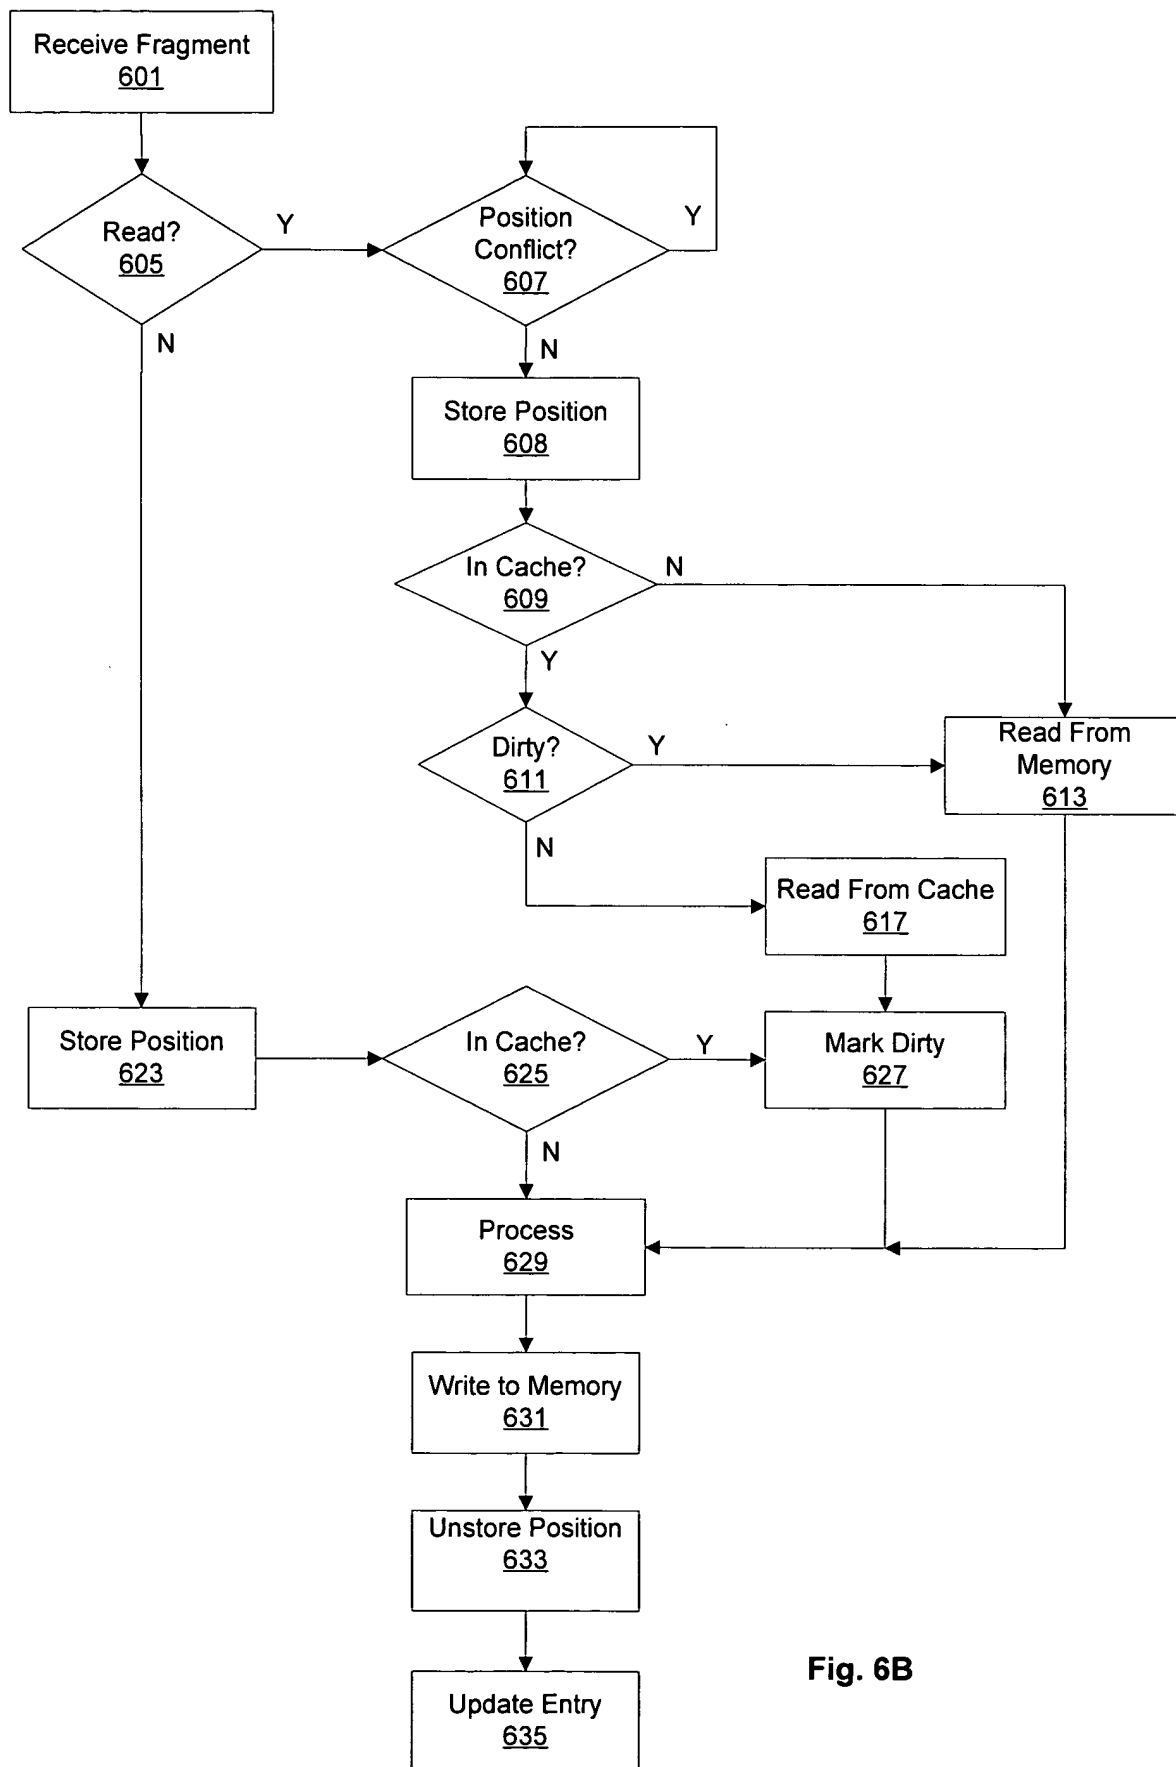 Receive Fragment
601
Read?
605
Y
N
Position
Conflict?
607
Y
N
Store Position
608
In Cache?
609
N
Y
Dirty?
611
Y
N
Read From
Memory
613
Read From Cache
617
Store Position
623
In Cache?
625
Y
N
Mark Dirty
627
Process
629
Write to Memory
631
Unstore Position
633
Update Entry
635
Fig. 6B